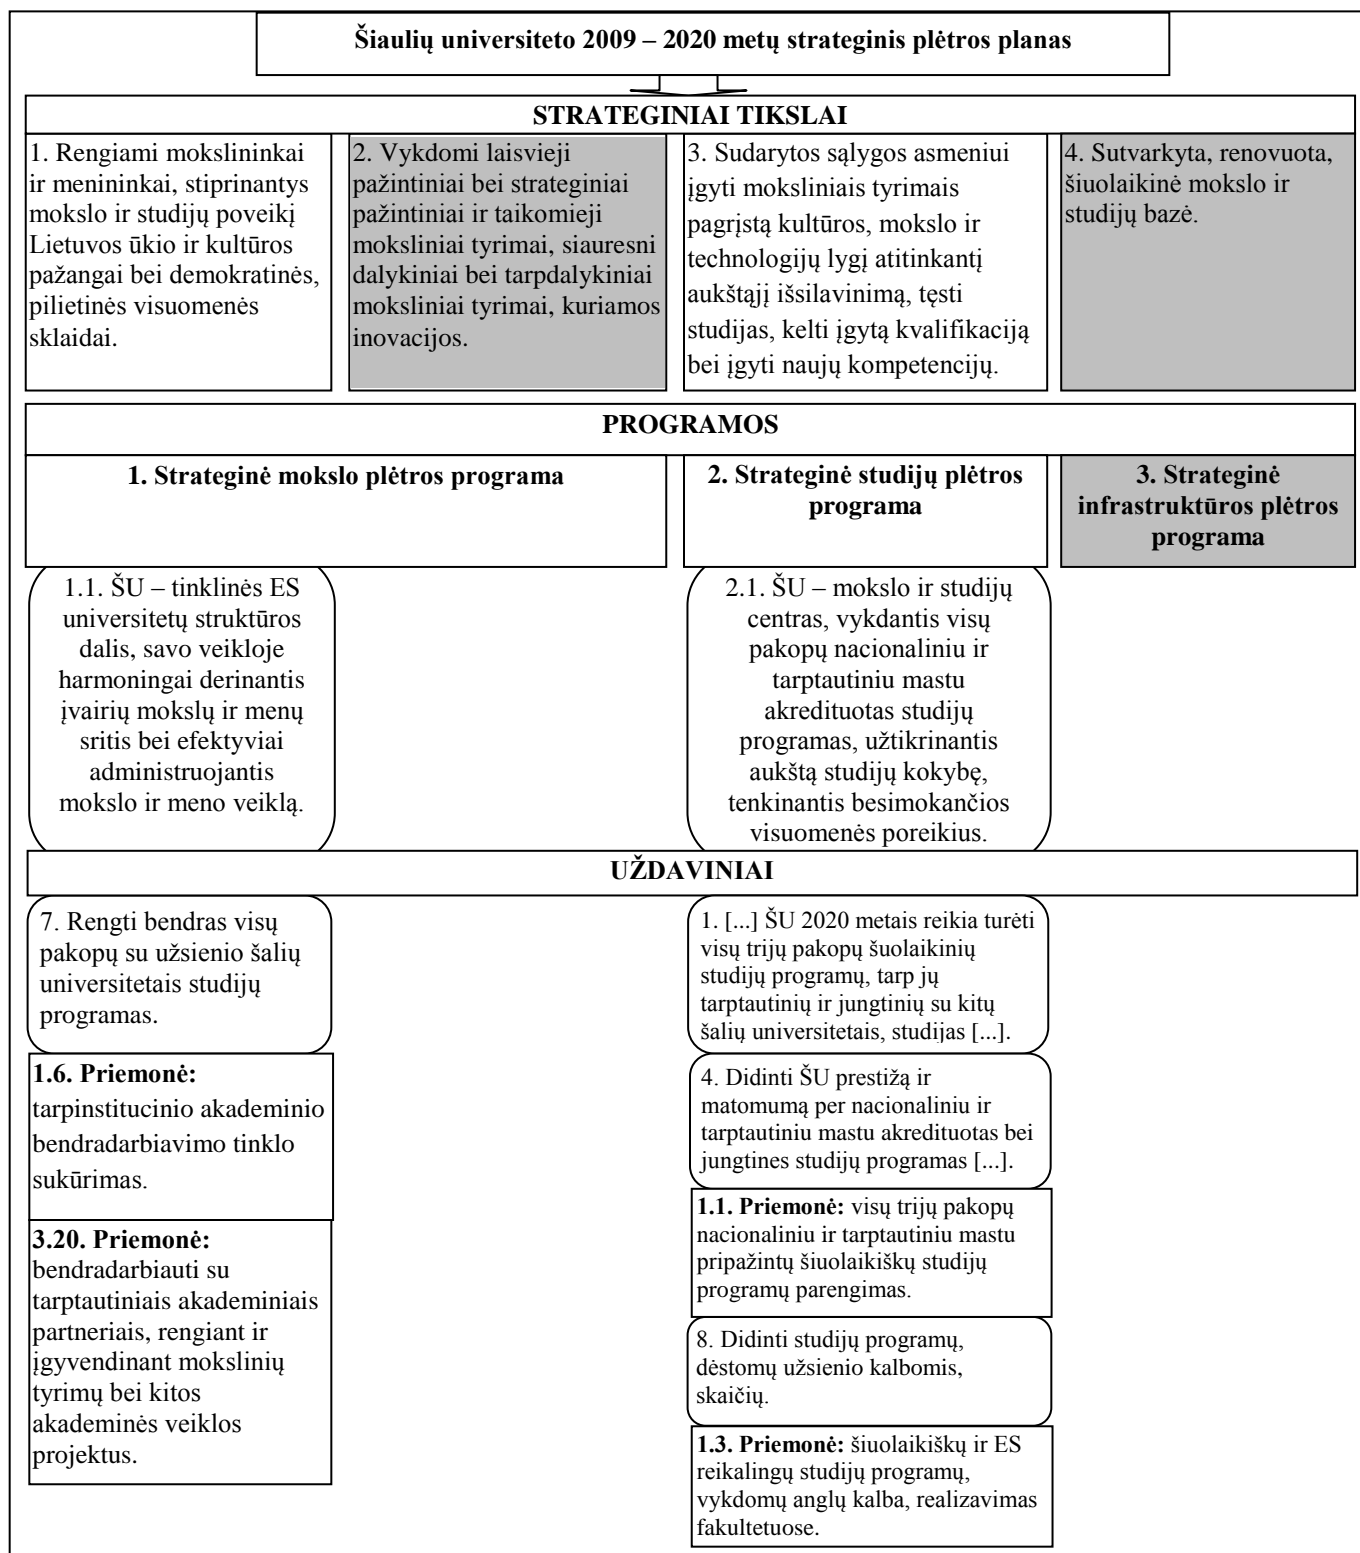 Šiaulių universiteto 2009 – 2020 metų strateginis plėtros planas
STRATEGINIAI TIKSLAI
1. Rengiami mokslininkai
ir menininkai, stiprinantys
mokslo ir studijų poveikį
Lietuvos ūkio ir kultūros
pažangai bei demokratinės,
pilietinės visuomenės
sklaidai.
2. Vykdomi laisvieji
pažintiniai bei strateginiai
pažintiniai ir taikomieji
moksliniai tyrimai, siauresni
dalykiniai bei tarpdalykiniai
moksliniai tyrimai, kuriamos
inovacijos.
3. Sudarytos sąlygos asmeniui
įgyti moksliniais tyrimais
pagrįstą kultūros, mokslo ir
technologijų lygį atitinkantį
aukštąjį išsilavinimą, tęsti
studijas, kelti įgytą kvalifikaciją
bei įgyti naujų kompetencijų.
4. Sutvarkyta, renovuota,
šiuolaikinė mokslo ir
studijų bazė.
PROGRAMOS
1. Strateginė mokslo plėtros programa
2. Strateginė studijų plėtros
programa
3. Strateginė
infrastruktūros plėtros
programa
1.1. ŠU – tinklinės ES
universitetų struktūros
dalis, savo veikloje
harmoningai derinantis
įvairių mokslų ir menų
sritis bei efektyviai
administruojantis
mokslo ir meno veiklą.
2.1. ŠU – mokslo ir studijų
centras, vykdantis visų
pakopų nacionaliniu ir
tarptautiniu mastu
akredituotas studijų
programas, užtikrinantis
aukštą studijų kokybę,
tenkinantis besimokančios
visuomenės poreikius.
UŽDAVINIAI
7. Rengti bendras visų
pakopų su užsienio šalių
universitetais studijų
programas.
1.6. Priemonė:
tarpinstitucinio akademinio
bendradarbiavimo tinklo
sukūrimas.
3.20. Priemonė:
bendradarbiauti su
tarptautiniais akademiniais
partneriais, rengiant ir
įgyvendinant mokslinių
tyrimų bei kitos
akademinės veiklos
projektus.
1. [...] ŠU 2020 metais reikia turėti
visų trijų pakopų šuolaikinių
studijų programų, tarp jų
tarptautinių ir jungtinių su kitų
šalių universitetais, studijas [...].
4. Didinti ŠU prestižą ir
matomumą per nacionaliniu ir
tarptautiniu mastu akredituotas bei
jungtines studijų programas [...].
1.1. Priemonė: visų trijų pakopų
nacionaliniu ir tarptautiniu mastu
pripažintų šiuolaikiškų studijų
programų parengimas.
8. Didinti studijų programų,
dėstomų užsienio kalbomis,
skaičių.
1.3. Priemonė: šiuolaikiškų ir ES
reikalingų studijų programų,
vykdomų anglų kalba, realizavimas
fakultetuose.